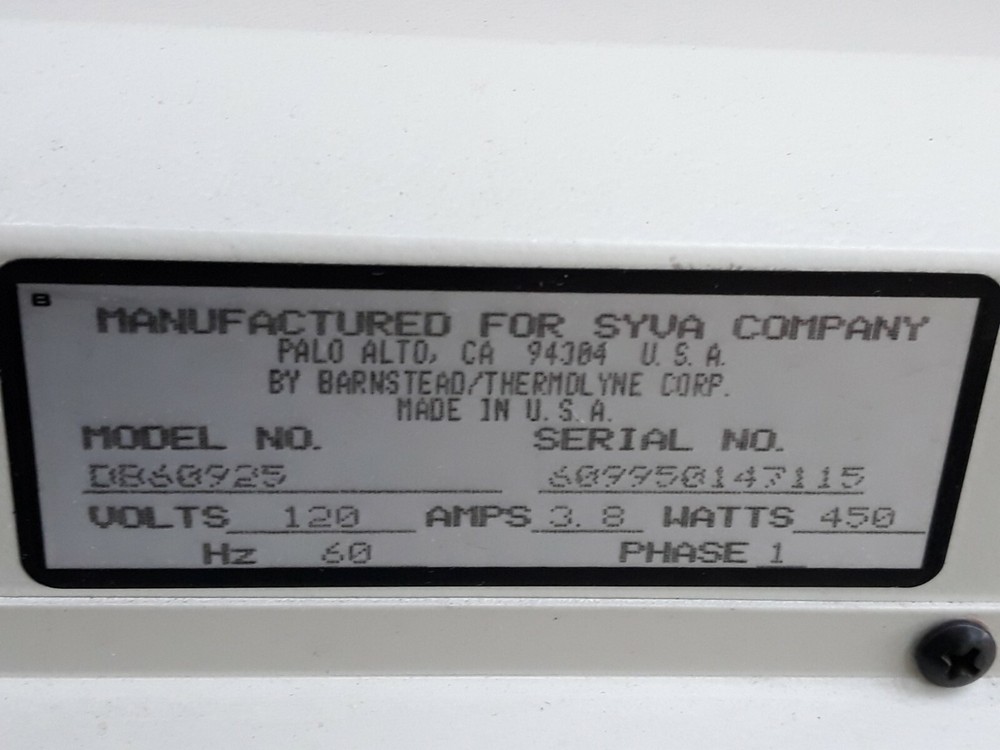 B
MANUFACTURED FOR SYVA COMPANY
PALO ALTO, CA 94304 U.S.A.
BY BARNSTEAD/THERMOLYNE CORP.
MADE IN U.S.A.
MODEL NO. SERIAL NO.
DB60925 609950147115
VOLTS 120 AMPS 3.8 WATTS 450
Hz 60 PHASE 1